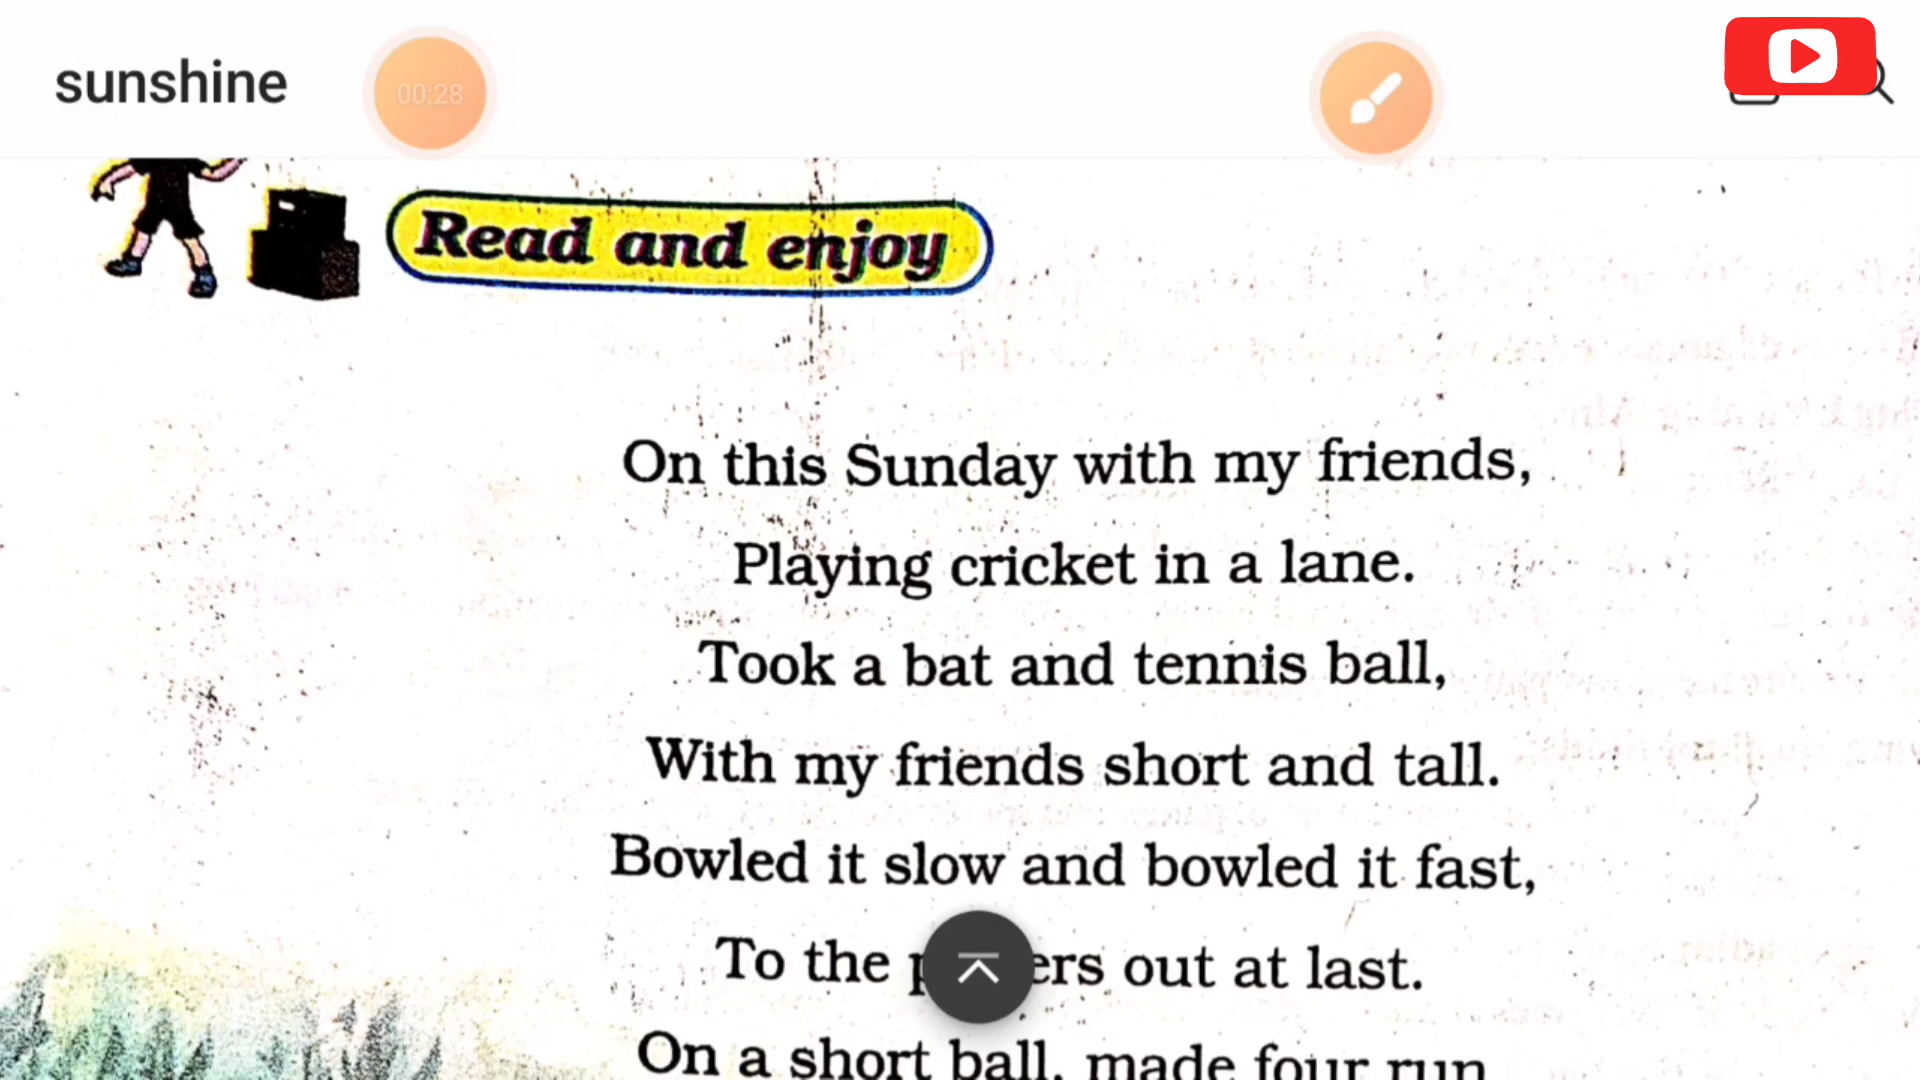 sunshine
00:28
Read and enjoy
On this Sunday with my friends,
Playing cricket in a lane.
Took a bat and tennis ball,
With my friends short and tall.
Bowled it slow and bowled it fast,
To the out at last.
On a short ball, made four run